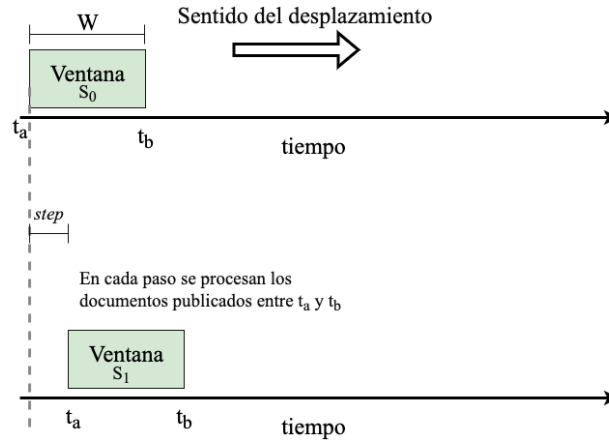 W
Sentido del desplazamiento
Ventana
S0
ta
tb
tiempo
step
En cada paso se procesan los
documentos publicados entre ta y tb
Ventana
S1
ta
tb
tiempo